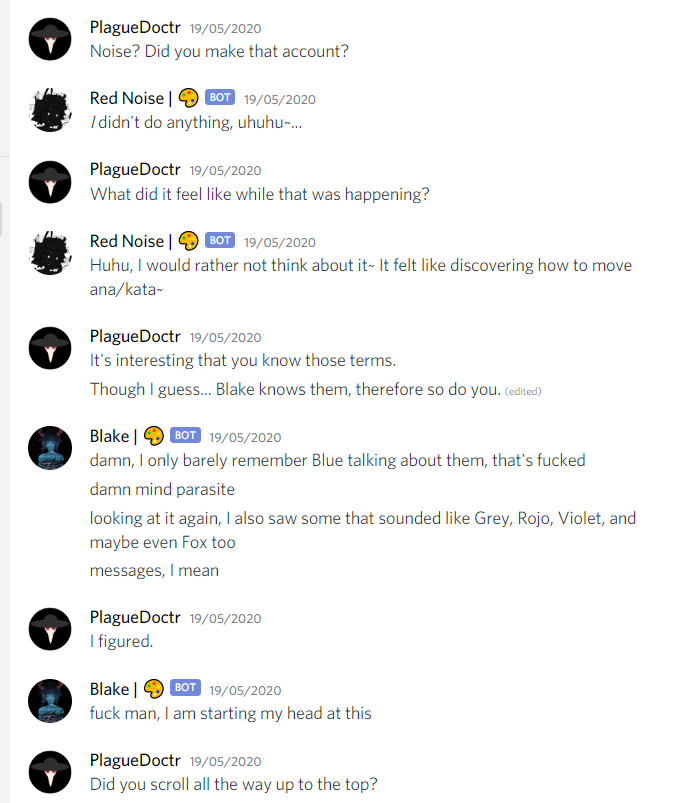 PlagueDoctr 19/05/2020
Noise? Did you make that account?
Red Noise | 🎨 BOT 19/05/2020
I didn't do anything, uhuhu~...
PlagueDoctr 19/05/2020
What did it feel like while that was happening?
Red Noise | 🎨 BOT 19/05/2020
Huhu, I would rather not think about it~ It felt like discovering how to move
ana/kata~
PlagueDoctr 19/05/2020
It's interesting that you know those terms.
Though I guess... Blake knows them, therefore so do you. (edited)
Blake | 🎨 BOT 19/05/2020
damn, I only barely remember Blue talking about them, that's fucked
damn mind parasite
looking at it again, I also saw some that sounded like Grey, Rojo, Violet, and
maybe even Fox too
messages, I mean
PlagueDoctr 19/05/2020
I figured.
Blake | 🎨 BOT 19/05/2020
fuck man, I am starting my head at this
PlagueDoctr 19/05/2020
Did you scroll all the way up to the top?